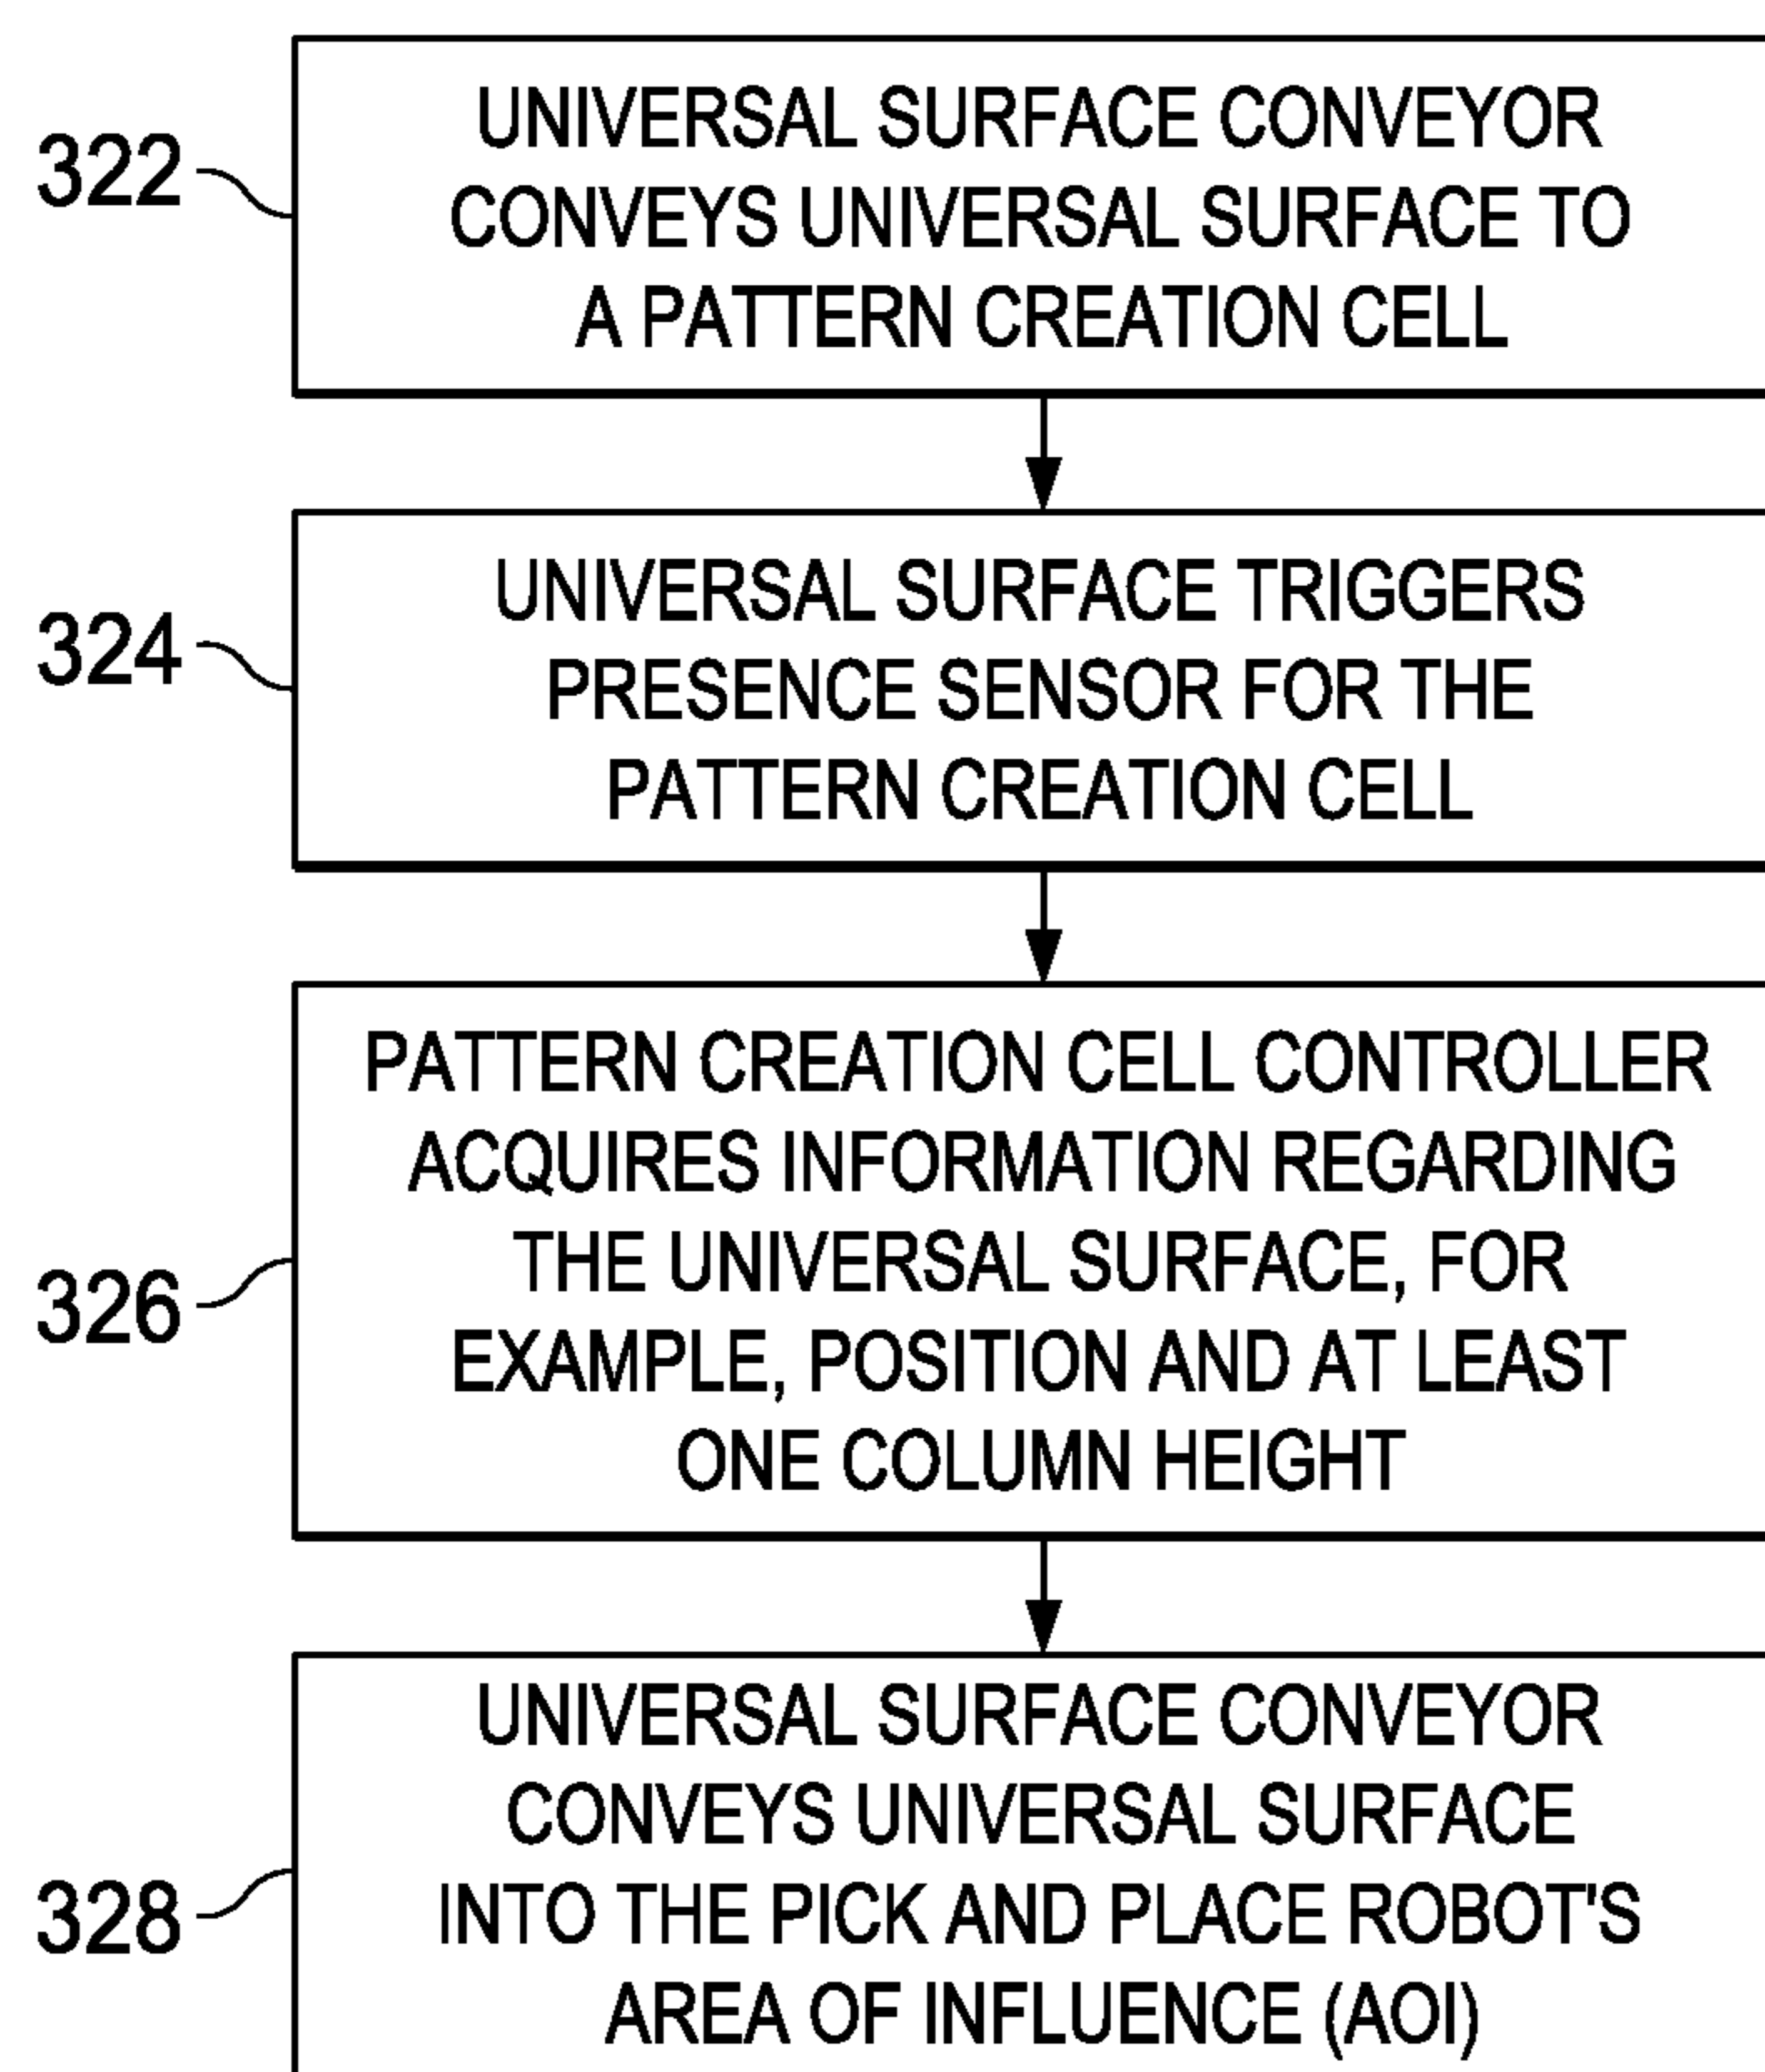 322
UNIVERSAL SURFACE CONVEYOR
CONVEYS UNIVERSAL SURFACE TO
A PATTERN CREATION CELL
324
UNIVERSAL SURFACE TRIGGERS
PRESENCE SENSOR FOR THE
PATTERN CREATION CELL
326
PATTERN CREATION CELL CONTROLLER
ACQUIRES INFORMATION REGARDING
THE UNIVERSAL SURFACE, FOR
EXAMPLE, POSITION AND AT LEAST
ONE COLUMN HEIGHT
328
UNIVERSAL SURFACE CONVEYOR
CONVEYS UNIVERSAL SURFACE
INTO THE PICK AND PLACE ROBOT'S
AREA OF INFLUENCE (AOI)